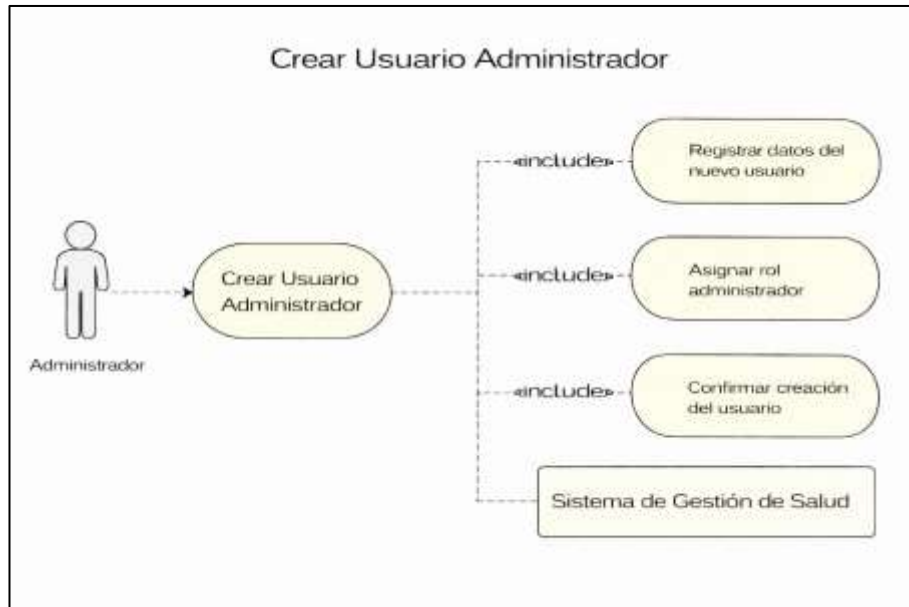 Crear Usuario Administrador
«include»
Registrar datos del
nuevo usuario
«include»
Asignar rol
administrador
Crear Usuario
Administrador
Administrador
«include»
Confirmar creación
del usuario
Sistema de Gestión de Salud